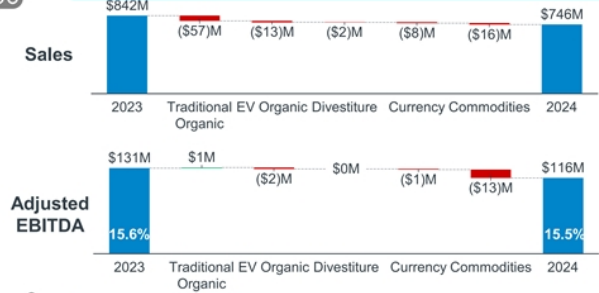 $842M
$746M
($57)M ($13)M ($2)M ($8)M ($16)M
Sales
2023 Traditional EV Organic Divestiture Currency Commodities 2024
Organic
$131M $1M $0M $116M
($2)M ($1)M ($13)M
Adjusted
EBITDA
15.6% 15.5%
2023 Traditional EV Organic Divestiture Currency Commodities 2024
Organic